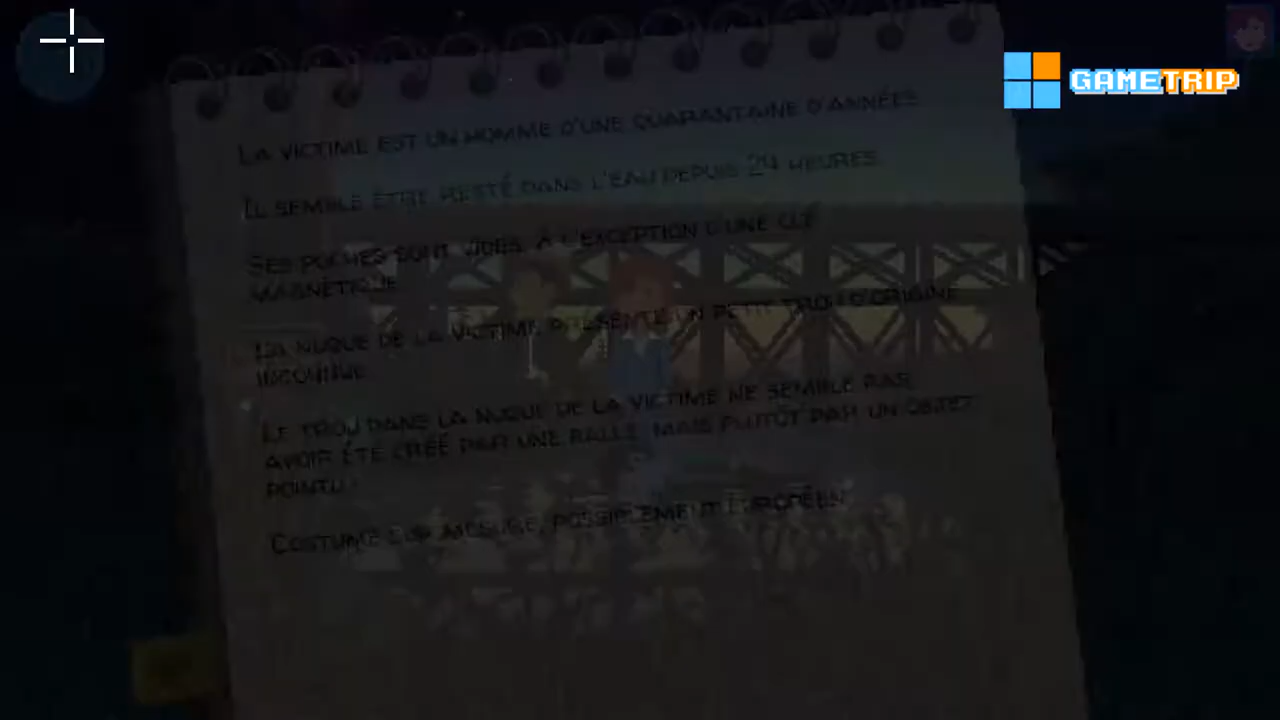 GAMETRIP
LA VICTIME EST UN HOMME D'UNE QUARANTAINE D'ANNÉES.
IL SEMBLE ÊTRE RESTÉ DANS L'EAU DEPUIS 24 HEURES.
SES POCHES SONT VIDES, À L'EXCEPTION D'UNE CLÉ
MAGNÉTIQUE.
LA NUQUE DE LA VICTIME PRÉSENTE UN PETIT TROU D'ORIGINE
INCONNUE.
LE TROU DANS LA NUQUE DE LA VICTIME NE SEMBLE PAS
AVOIR ÉTÉ CRÉÉ PAR UNE BALLE, MAIS PLUTÔT PAR UN OBJET
POINTU.
COSTUME SUR MESURE, POSSIBLEMENT EUROPÉEN.